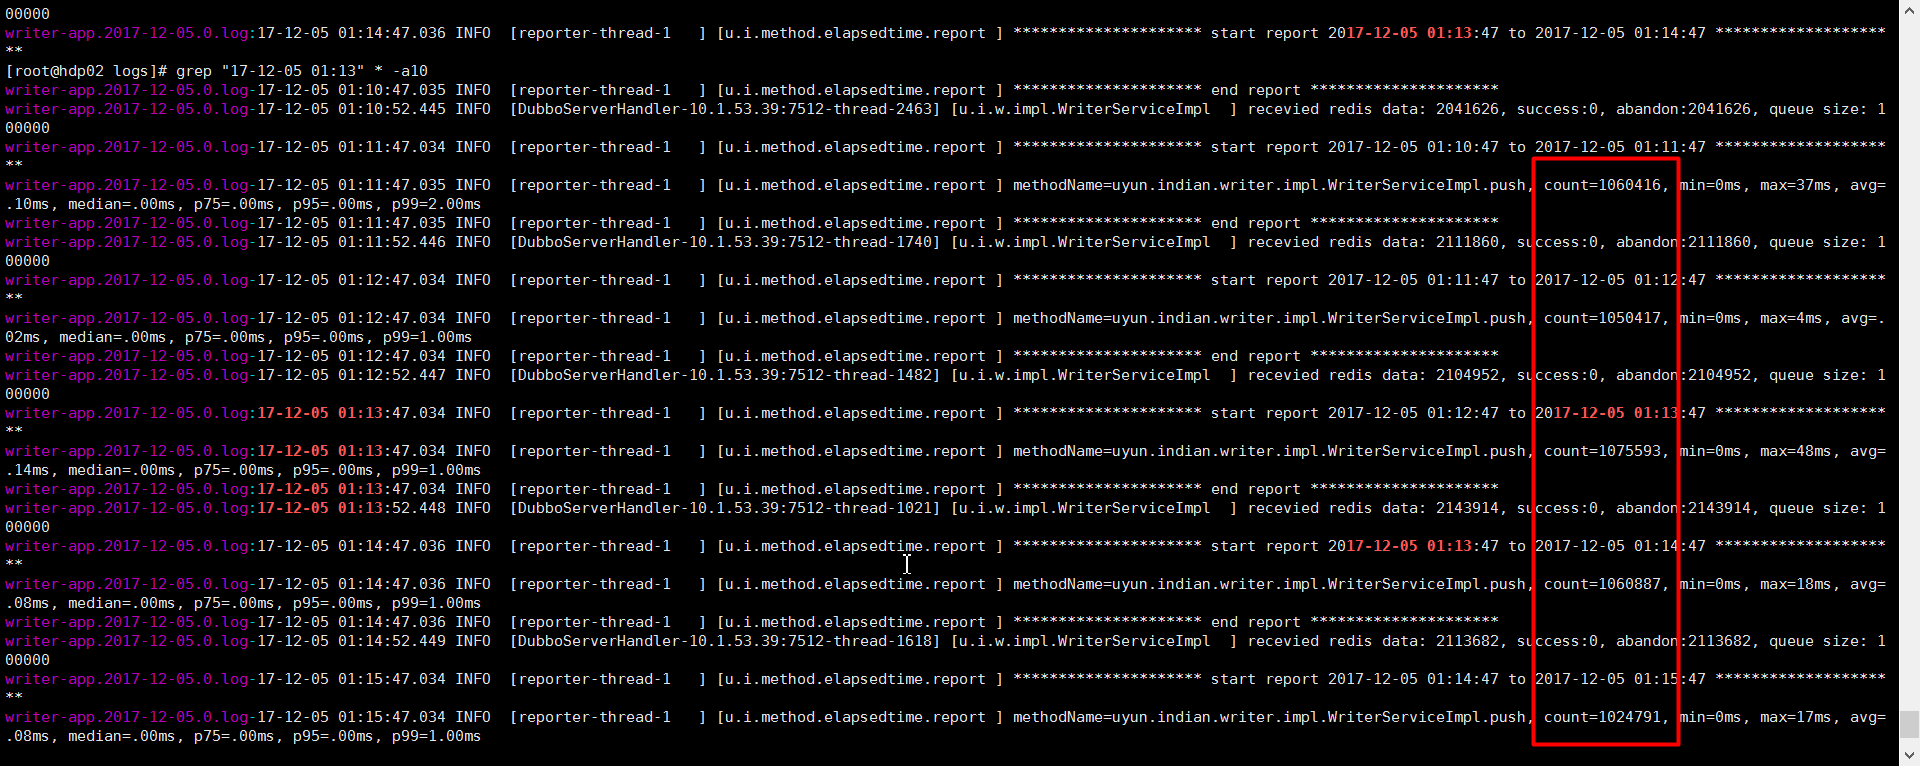 00000
writer-app.2017-12-05.0.log:17-12-05 01:14:47.036 INFO  [reporter-thread-1   ] [u.i.method.elapsedtime.report ] ********************* start report 2017-12-05 01:13:47 to 2017-12-05 01:14:47 *******************
**
[root@hdp02 logs]# grep "17-12-05 01:13" * -a10
writer-app.2017-12-05.0.log-17-12-05 01:10:47.035 INFO  [reporter-thread-1   ] [u.i.method.elapsedtime.report ] ********************* end report *********************
writer-app.2017-12-05.0.log-17-12-05 01:10:52.445 INFO  [DubboServerHandler-10.1.53.39:7512-thread-2463] [u.i.w.impl.WriterServiceImpl  ] recevied redis data: 2041626, success:0, abandon:2041626, queue size: 1
00000
writer-app.2017-12-05.0.log-17-12-05 01:11:47.034 INFO  [reporter-thread-1   ] [u.i.method.elapsedtime.report ] ********************* start report 2017-12-05 01:10:47 to 2017-12-05 01:11:47 *******************
**
writer-app.2017-12-05.0.log-17-12-05 01:11:47.035 INFO  [reporter-thread-1   ] [u.i.method.elapsedtime.report ] methodName=uyun.indian.writer.impl.WriterServiceImpl.push, count=1060416, min=0ms, max=37ms, avg=
.10ms, median=.00ms, p75=.00ms, p95=.00ms, p99=2.00ms
writer-app.2017-12-05.0.log-17-12-05 01:11:47.035 INFO  [reporter-thread-1   ] [u.i.method.elapsedtime.report ] ********************* end report *********************
writer-app.2017-12-05.0.log-17-12-05 01:11:52.446 INFO  [DubboServerHandler-10.1.53.39:7512-thread-1740] [u.i.w.impl.WriterServiceImpl  ] recevied redis data: 2111860, success:0, abandon:2111860, queue size: 1
00000
writer-app.2017-12-05.0.log-17-12-05 01:12:47.034 INFO  [reporter-thread-1   ] [u.i.method.elapsedtime.report ] ********************* start report 2017-12-05 01:11:47 to 2017-12-05 01:12:47 *******************
**
writer-app.2017-12-05.0.log-17-12-05 01:12:47.034 INFO  [reporter-thread-1   ] [u.i.method.elapsedtime.report ] methodName=uyun.indian.writer.impl.WriterServiceImpl.push, count=1050417, min=0ms, max=4ms, avg=.
02ms, median=.00ms, p75=.00ms, p95=.00ms, p99=1.00ms
writer-app.2017-12-05.0.log-17-12-05 01:12:47.034 INFO  [reporter-thread-1   ] [u.i.method.elapsedtime.report ] ********************* end report *********************
writer-app.2017-12-05.0.log-17-12-05 01:12:52.447 INFO  [DubboServerHandler-10.1.53.39:7512-thread-1482] [u.i.w.impl.WriterServiceImpl  ] recevied redis data: 2104952, success:0, abandon:2104952, queue size: 1
00000
writer-app.2017-12-05.0.log:17-12-05 01:13:47.034 INFO  [reporter-thread-1   ] [u.i.method.elapsedtime.report ] ********************* start report 2017-12-05 01:12:47 to 2017-12-05 01:13:47 *******************
**
writer-app.2017-12-05.0.log:17-12-05 01:13:47.034 INFO  [reporter-thread-1   ] [u.i.method.elapsedtime.report ] methodName=uyun.indian.writer.impl.WriterServiceImpl.push, count=1075593, min=0ms, max=48ms, avg=
.14ms, median=.00ms, p75=.00ms, p95=.00ms, p99=1.00ms
writer-app.2017-12-05.0.log:17-12-05 01:13:47.034 INFO  [reporter-thread-1   ] [u.i.method.elapsedtime.report ] ********************* end report *********************
writer-app.2017-12-05.0.log:17-12-05 01:13:52.448 INFO  [DubboServerHandler-10.1.53.39:7512-thread-1021] [u.i.w.impl.WriterServiceImpl  ] recevied redis data: 2143914, success:0, abandon:2143914, queue size: 1
00000
writer-app.2017-12-05.0.log:17-12-05 01:14:47.036 INFO  [reporter-thread-1   ] [u.i.method.elapsedtime.report ] ********************* start report 2017-12-05 01:13:47 to 2017-12-05 01:14:47 *******************
**
writer-app.2017-12-05.0.log-17-12-05 01:14:47.036 INFO  [reporter-thread-1   ] [u.i.method.elapsedtime.report ] methodName=uyun.indian.writer.impl.WriterServiceImpl.push, count=1060887, min=0ms, max=18ms, avg=
.08ms, median=.00ms, p75=.00ms, p95=.00ms, p99=1.00ms
writer-app.2017-12-05.0.log-17-12-05 01:14:47.036 INFO  [reporter-thread-1   ] [u.i.method.elapsedtime.report ] ********************* end report *********************
writer-app.2017-12-05.0.log-17-12-05 01:14:52.449 INFO  [DubboServerHandler-10.1.53.39:7512-thread-1618] [u.i.w.impl.WriterServiceImpl  ] recevied redis data: 2113682, success:0, abandon:2113682, queue size: 1
00000
writer-app.2017-12-05.0.log-17-12-05 01:15:47.034 INFO  [reporter-thread-1   ] [u.i.method.elapsedtime.report ] ********************* start report 2017-12-05 01:14:47 to 2017-12-05 01:15:47 *******************
**
writer-app.2017-12-05.0.log-17-12-05 01:15:47.034 INFO  [reporter-thread-1   ] [u.i.method.elapsedtime.report ] methodName=uyun.indian.writer.impl.WriterServiceImpl.push, count=1024791, min=0ms, max=17ms, avg=
.08ms, median=.00ms, p75=.00ms, p95=.00ms, p99=1.00ms